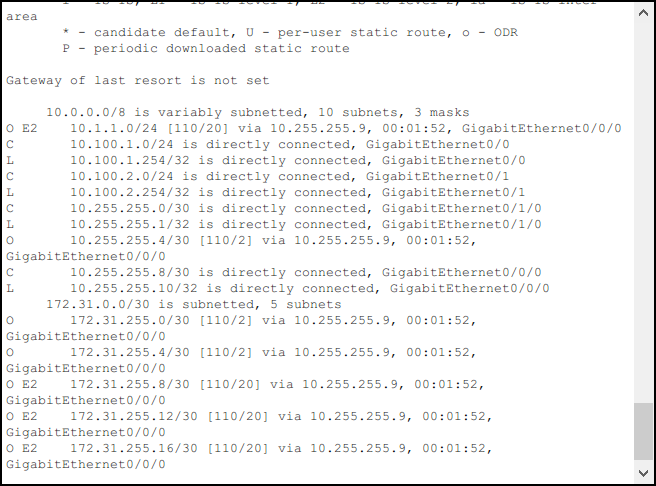 area
* - candidate default, U - per-user static route, o - ODR
P - periodic downloaded static route
Gateway of last resort is not set
10.0.0.0/8 is variably subnetted, 10 subnets, 3 masks
O E2 10.1.1.0/24 [110/20] via 10.255.255.9, 00:01:52, GigabitEthernet0/0/0
C 10.100.1.0/24 is directly connected, GigabitEthernet0/0
L 10.100.1.254/32 is directly connected, GigabitEthernet0/0
C 10.100.2.0/24 is directly connected, GigabitEthernet0/1
L 10.100.2.254/32 is directly connected, GigabitEthernet0/1
C 10.255.255.0/30 is directly connected, GigabitEthernet0/1/0
L 10.255.255.1/32 is directly connected, GigabitEthernet0/1/0
O 10.255.255.4/30 [110/2] via 10.255.255.9, 00:01:52,
GigabitEthernet0/0/0
C 10.255.255.8/30 is directly connected, GigabitEthernet0/0/0
L 10.255.255.10/32 is directly connected, GigabitEthernet0/0/0
172.31.0.0/30 is subnetted, 5 subnets
O 172.31.255.0/30 [110/2] via 10.255.255.9, 00:01:52,
GigabitEthernet0/0/0
O 172.31.255.4/30 [110/2] via 10.255.255.9, 00:01:52,
GigabitEthernet0/0/0
O E2 172.31.255.8/30 [110/20] via 10.255.255.9, 00:01:52,
GigabitEthernet0/0/0
O E2 172.31.255.12/30 [110/20] via 10.255.255.9, 00:01:52,
GigabitEthernet0/0/0
O E2 172.31.255.16/30 [110/20] via 10.255.255.9, 00:01:52,
GigabitEthernet0/0/0